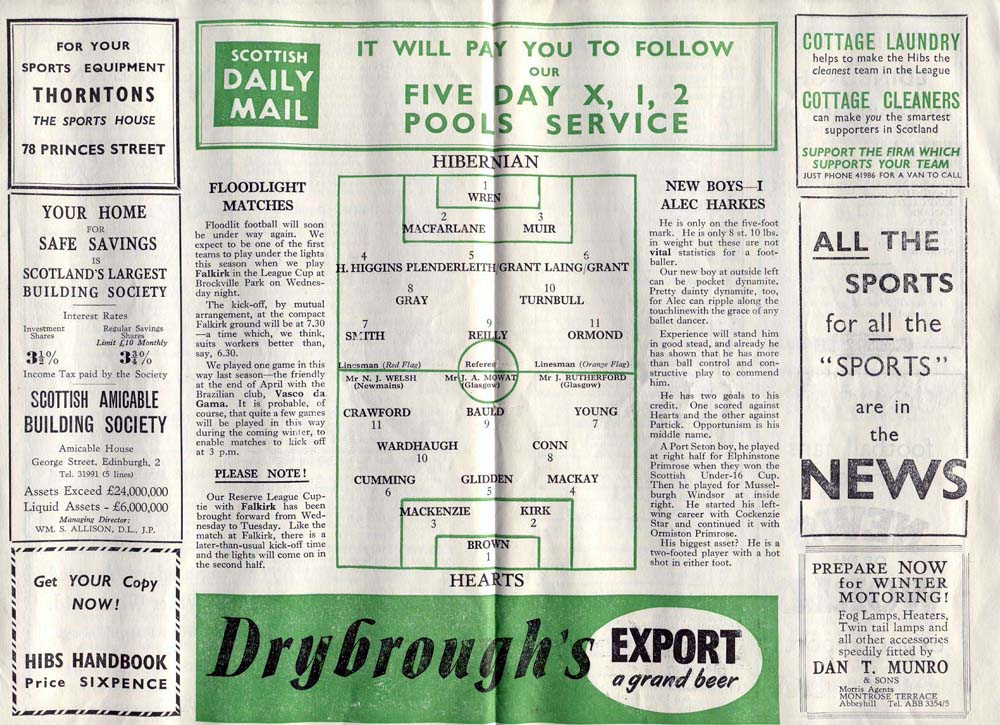 FOR YOUR
SPORTS EQUIPMENT
THORNTONS
THE SPORTS HOUSE
78 PRINCES STREET
YOUR HOME
FOR
SAFE SAVINGS
IS
SCOTLAND'S LARGEST
BUILDING SOCIETY
Interest Rates
Investment Shares
Regular Savings Shares
Limit £10 Monthly
3½% 3¾%
Income Tax paid by the Society
SCOTTISH AMICABLE
BUILDING SOCIETY
Amicable House
George Street, Edinburgh, 2
Tel. 31991 (5 lines)
Assets Exceed £24,000,000
Liquid Assets - £6,000,000
Managing Director:
WM. S. ALLISON, D.L., J.P.
Get YOUR Copy
NOW!
HIBS HANDBOOK
Price SIXPENCE
SCOTTISH
DAILY
MAIL
IT WILL PAY YOU TO FOLLOW
OUR
FIVE DAY X, 1, 2
POOLS SERVICE
FLOODLIGHT
MATCHES
Floodlit football will soon
be under way again. We
expect to be one of the first
teams to play under the lights
this season when we play
Falkirk in the League Cup at
Brockville Park on Wednes-
day night.
The kick-off, by mutual
arrangement, at the compact
Falkirk ground will be at 7.30
—a time which, we think,
suits workers better than,
say, 6.30.
We played one game in this
way last season—the friendly
at the end of April with the
Brazilian club, Vasco da
Gama. It is probable, of
course, that quite a few games
will be played in this way
during the coming winter, to
enable matches to kick off
at 3 p.m.
PLEASE NOTE!
Our Reserve League Cup-
tie with Falkirk has been
brought forward from Wed-
nesday to Tuesday. Like the
match at Falkirk, there is a
later-than-usual kick-off time
and the lights will come on in
the second half.
HIBERNIAN
1
WREN
2 3
MACFARLANE MUIR
4 5 6
H. HIGGINS PLENDERLEITH/GRANT LAING/GRANT
8 10
GRAY TURNBULL
7 9 11
SMITH REILLY ORMOND
Linesman (Red Flag) Referee Linesman (Orange Flag)
Mr N. J. WELSH Mr L. A. MOWAT Mr J. RUTHERFORD
(Newmains) (Glasgow) (Glasgow)
CRAWFORD BAULD YOUNG
11 9 7
WARDHAUGH CONN
10 8
CUMMING GLIDDEN MACKAY
6 5 4
MACKENZIE KIRK
3 2
BROWN
1
HEARTS
NEW BOYS—I
ALEC HARKES
He is only on the five-foot
mark. He is only 8 st. 10 lbs.
in weight but these are not
vital statistics for a foot-
baller.
Our new boy at outside left
can be pocket dynamite.
Pretty dainty dynamite, too,
for Alec can ripple along the
touchlinewith the grace of any
ballet dancer.
Experience will stand him
in good stead, and already he
has shown that he has more
than ball control and con-
structive play to commend
him.
He has two goals to his
credit. One scored against
Hearts and the other against
Partick. Opportunism is his
middle name.
A Port Seton boy, he played
at right half for Elphinstone
Primrose when they won the
Scottish Under-16 Cup.
Then he played for Mussel-
burgh Windsor at inside
right. He started his left-
wing career with Cockenzie
Star and continued it with
Ormiston Primrose.
His biggest asset? He is a
two-footed player with a hot
shot in either foot.
Drybrough's EXPORT
a grand beer
COTTAGE LAUNDRY
helps to make the Hibs the
cleanest team in the League
COTTAGE CLEANERS
can make you the smartest
supporters in Scotland
SUPPORT THE FIRM WHICH
SUPPORTS YOUR TEAM
JUST PHONE 41986 FOR A VAN TO CALL
ALL THE
SPORTS
for all the
"SPORTS"
are in
the
NEWS
PREPARE NOW
for WINTER
MOTORING!
Fog Lamps, Heaters,
Twin tail lamps and
all other accessories
speedily fitted by
DAN T. MUNRO
& SONS
Morris Agents
MONTROSE TERRACE
Abbeyhill Tel. ABB 3354/5